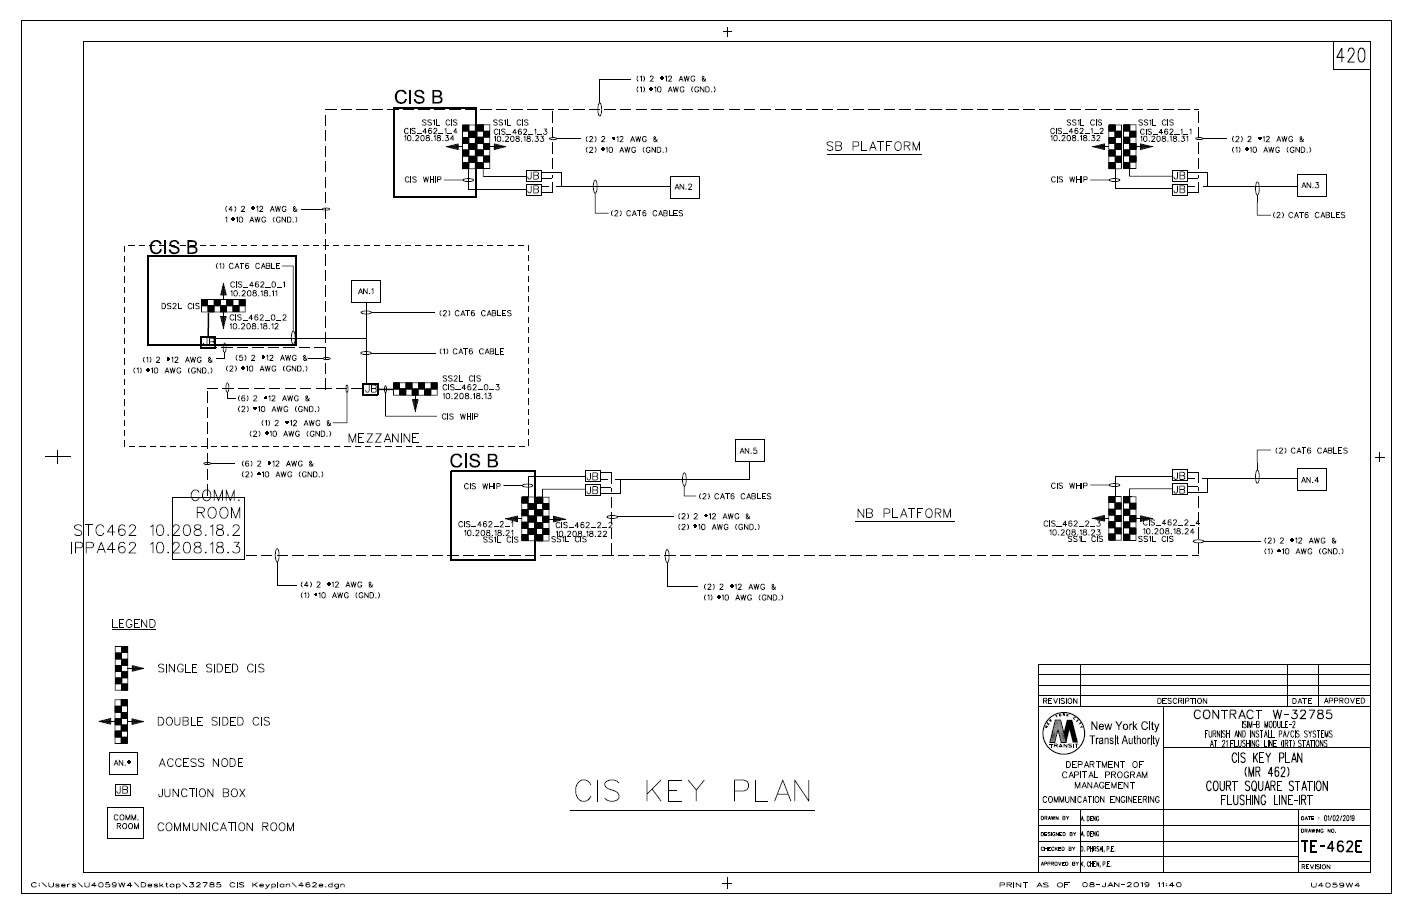 420
(1) 2 #12 AWG &
(1) #10 AWG (GND.)
CIS B
SS1L CIS
CIS_462_1_4
10.208.18.34
SS1L CIS
CIS_462_1_3
10.208.18.33
(2) 2 #12 AWG &
(2) #10 AWG (GND.)
CIS WHIP
JB
JB
AN.2
(2) CAT6 CABLES
SB PLATFORM
SS1L CIS
CIS_462_1_2
10.208.18.32
SS1L CIS
CIS_462_1_1
10.208.18.31
(2) 2 #12 AWG &
(1) #10 AWG (GND.)
CIS WHIP
JB
JB
AN.3
(2) CAT6 CABLES
(4) 2 #12 AWG &
1 #10 AWG (GND.)
CIS B
(1) CAT6 CABLE
CIS_462_0_1
10.208.18.11
DS2L CIS
CIS_462_0_2
10.208.18.12
JB
AN.1
(2) CAT6 CABLES
(1) CAT6 CABLE
(1) 2 #12 AWG &
(1) #10 AWG (GND.)
(5) 2 #12 AWG &
(2) #10 AWG (GND.)
JB
SS2L CIS
CIS_462_0_3
10.208.18.13
CIS WHIP
(6) 2 #12 AWG &
(2) #10 AWG (GND.)
(1) 2 #12 AWG &
(2) #10 AWG (GND.)
MEZZANINE
(6) 2 #12 AWG &
(2) #10 AWG (GND.)
COMM.
ROOM
STC462 10.208.18.2
IPPA462 10.208.18.3
(4) 2 #12 AWG &
(1) #10 AWG (GND.)
CIS B
CIS WHIP
JB
JB
AN.5
(2) CAT6 CABLES
CIS_462_2_1
10.208.18.21
SS1L CIS
CIS_462_2_2
10.208.18.22
SS1L CIS
(2) 2 #12 AWG &
(2) #10 AWG (GND.)
(2) 2 #12 AWG &
(1) #10 AWG (GND.)
NB PLATFORM
CIS WHIP
JB
JB
(2) CAT6 CABLES
AN.4
CIS_462_2_3
10.208.18.23
SS1L CIS
CIS_462_2_4
10.208.18.24
SS1L CIS
(2) 2 #12 AWG &
(1) #10 AWG (GND.)
LEGEND
SINGLE SIDED CIS
DOUBLE SIDED CIS
AN.#
ACCESS NODE
JB
JUNCTION BOX
COMM.
ROOM
COMMUNICATION ROOM
CIS KEY PLAN
REVISION DESCRIPTION DATE APPROVED
NEW YORK CITY
M
TRANSIT
New York City
Transit Authority
DEPARTMENT OF
CAPITAL PROGRAM
MANAGEMENT
COMMUNICATION ENGINEERING
CONTRACT W-32785
ISIM-B MODULE-2
FURNISH AND INSTALL PA/CIS SYSTEMS
AT 21 FLUSHING LINE (IRT) STATIONS
CIS KEY PLAN
(MR 462)
COURT SQUARE STATION
FLUSHING LINE-IRT
DRAWN BY A. DENG
DESIGNED BY A. DENG
CHECKED BY D. PHRSAI, P.E.
APPROVED BY K. CHEN, P.E.
DATE : 01/02/2019
DRAWING NO.
TE-462E
REVISION
C:\Users\U4059W4\Desktop\32785 CIS Keyplan\462e.dgn
PRINT AS OF 08-JAN-2019 11:40
U4059W4